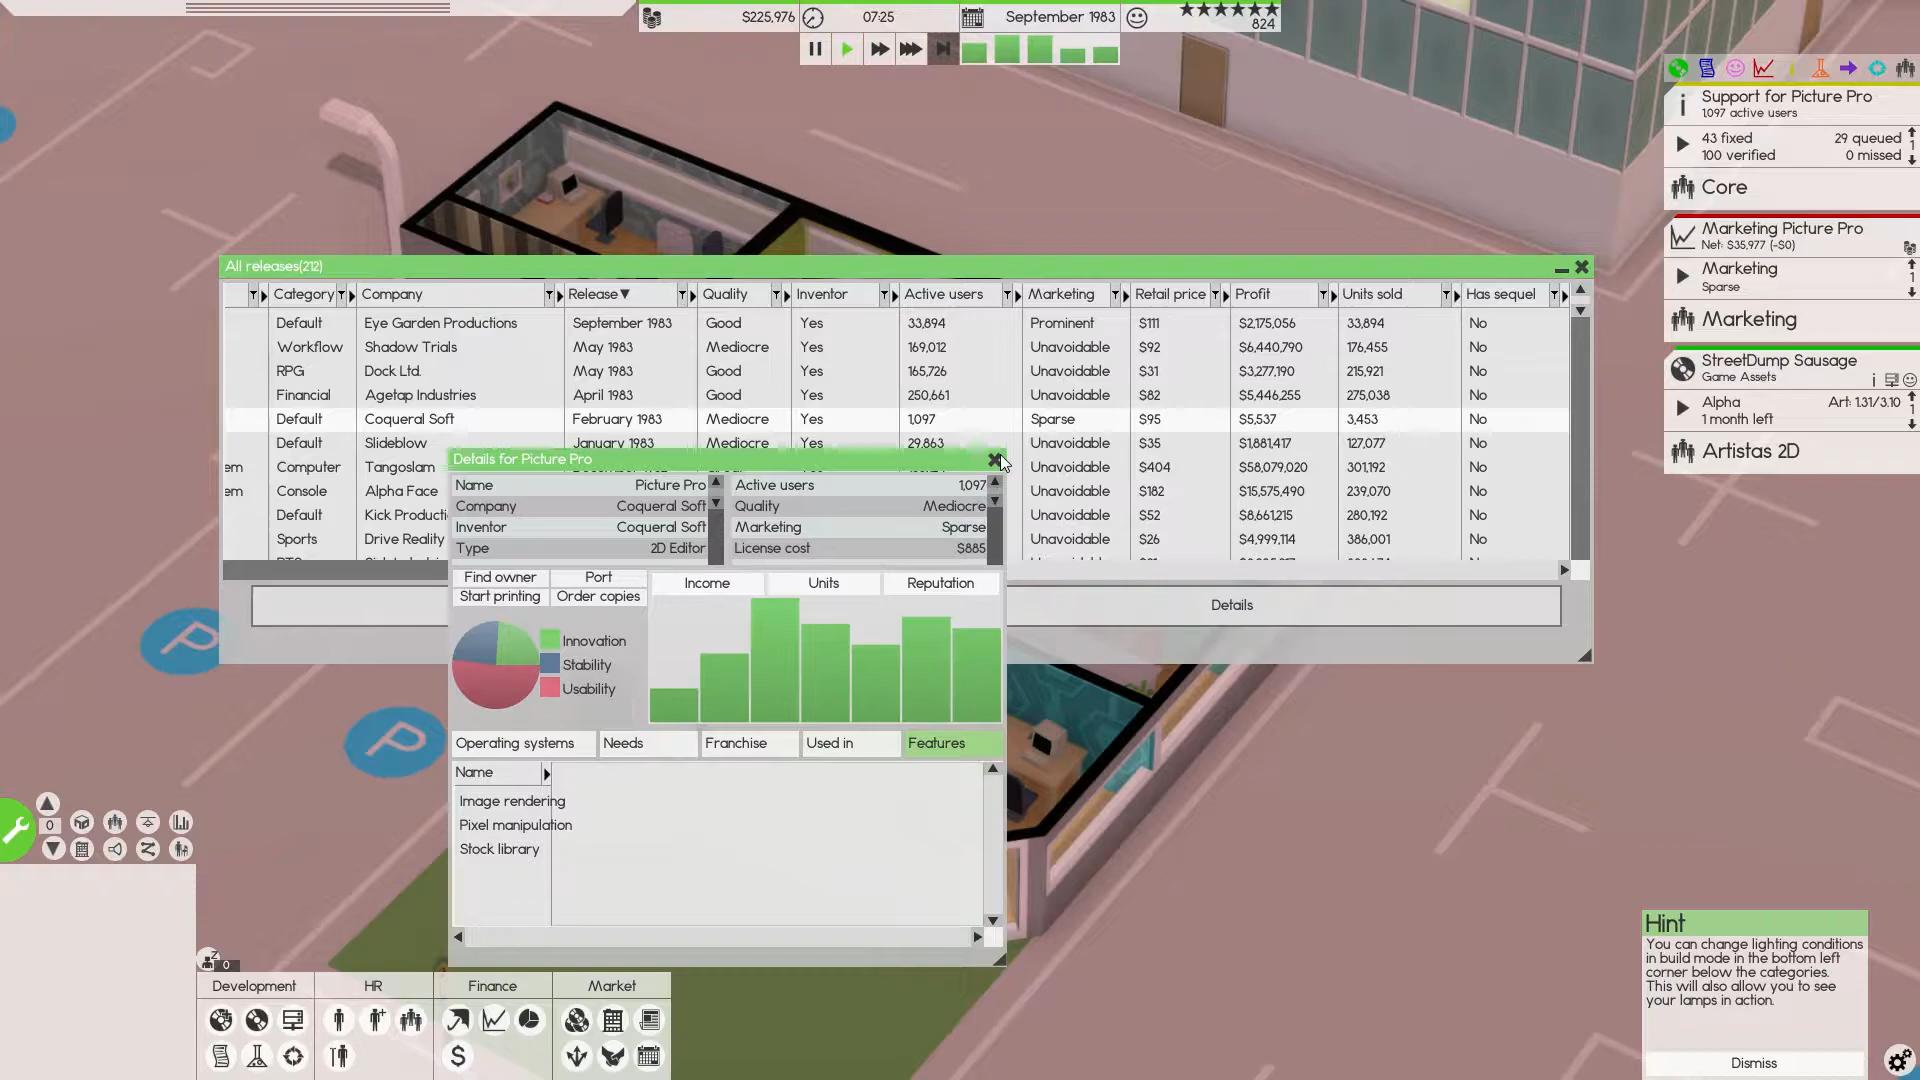 $225,976
07:25
September 1983
824
Support for Picture Pro
1,097 active users
43 fixed
29 queued
1
100 verified
0 missed
Core
Marketing Picture Pro
Net: $35,977 (-$0)
Marketing
Sparse
1
Marketing
StreetDump Sausage
Game Assets
Alpha
Art: 1.31/3.10
1 month left
1
Artistas 2D
All releases(212)
Category Company Release Quality Inventor Active users Marketing Retail price Profit Units sold Has sequel
Default Eye Garden Productions September 1983 Good Yes 33,894 Prominent $111 $2,175,056 33,894 No
Workflow Shadow Trials May 1983 Mediocre Yes 169,012 Unavoidable $92 $6,440,790 176,455 No
RPG Dock Ltd. May 1983 Good Yes 165,726 Unavoidable $31 $3,277,190 215,921 No
Financial Agetap Industries April 1983 Good Yes 250,661 Unavoidable $82 $5,446,255 275,038 No
Default Coqueral Soft February 1983 Mediocre Yes 1,097 Sparse $95 $5,537 3,453 No
Default Slideblow January 1983 Mediocre Yes 29,863 Unavoidable $35 $1,881,417 127,077 No
em Computer Tangoslam Unavoidable $404 $58,079,020 301,192 No
em Console Alpha Face Unavoidable $182 $15,575,490 239,070 No
Default Kick Producti Unavoidable $52 $8,661,215 280,192 No
Sports Drive Reality Unavoidable $26 $4,999,114 386,001 No
Details
Details for Picture Pro
Name Picture Pro
Company Coqueral Soft
Inventor Coqueral Soft
Type 2D Editor
Active users 1,097
Quality Mediocre
Marketing Sparse
License cost $885
Find owner
Port
Start printing
Order copies
Income
Units
Reputation
Innovation
Stability
Usability
Operating systems
Needs
Franchise
Used in
Features
Name
Image rendering
Pixel manipulation
Stock library
P
P
0
z
0
Development
HR
Finance
Market
Hint
You can change lighting conditions
in build mode in the bottom left
corner below the categories.
This will also allow you to see
your lamps in action.
Dismiss